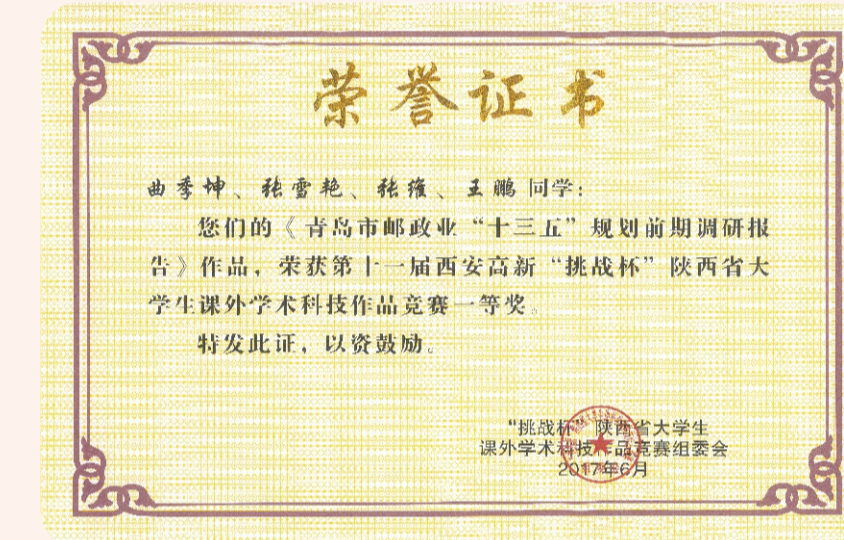 荣誉证书
曲季坤、张雪艳、张维、王鹏同学：
您们的《青岛市邮政业“十三五”规划前期调研报
告》作品，荣获第十一届西安高新“挑战杯”陕西省大
学生课外学术科技作品竞赛一等奖。
特发此证，以资鼓励。
“挑战杯”陕西省大学生
课外学术科技作品竞赛组委会
2017年6月